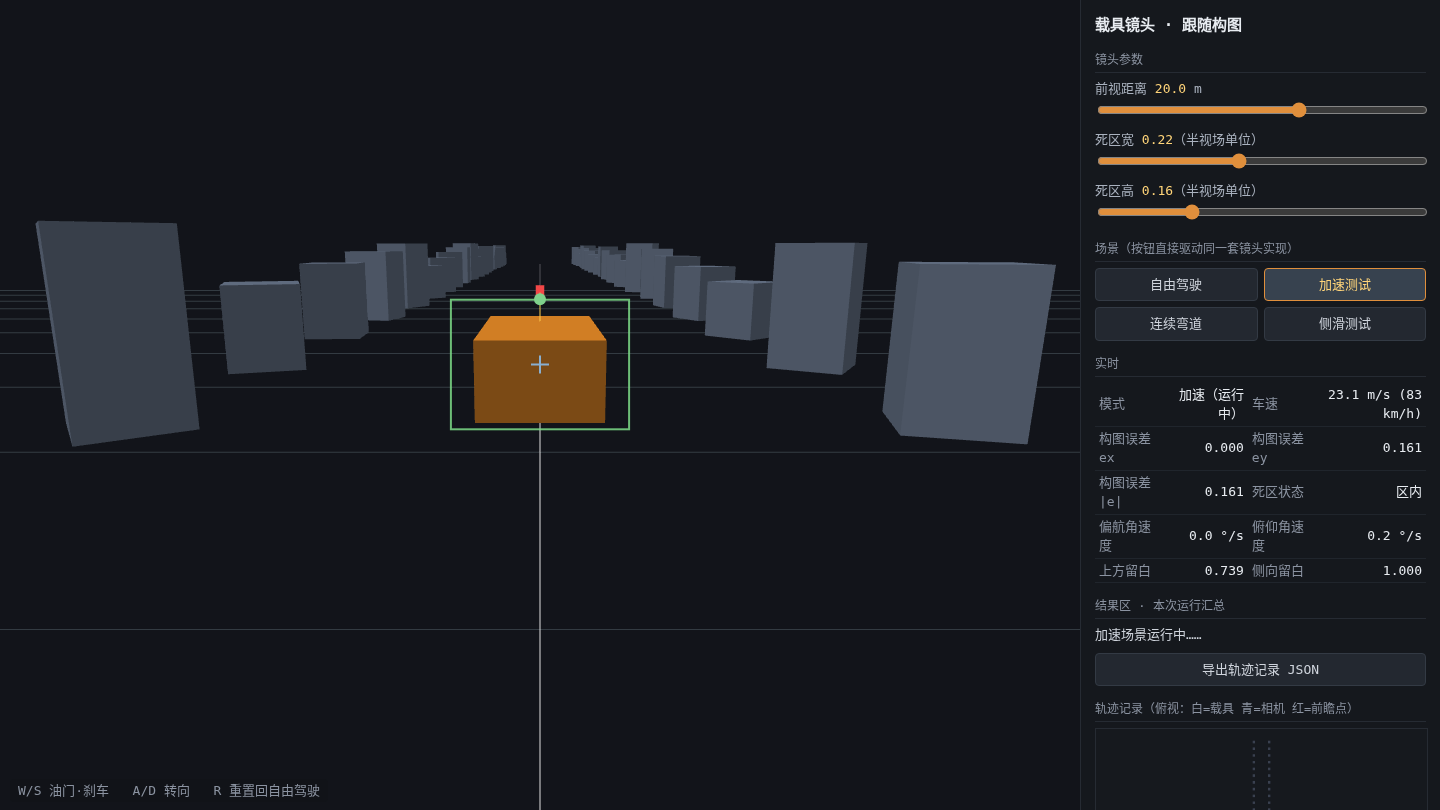 载具镜头 · 跟随构图
镜头参数
前视距离 20.0 m
死区宽 0.22（半视场单位）
死区高 0.16（半视场单位）
场景（按钮直接驱动同一套镜头实现）
自由驾驶 加速测试
连续弯道 侧滑测试
实时
模式 加速（运行中） 车速 23.1 m/s (83 km/h)
构图误差 ex 0.000 构图误差 ey 0.161
构图误差 |e| 0.161 死区状态 区内
偏航角速度 0.0 °/s 俯仰角速度 0.2 °/s
上方留白 0.739 侧向留白 1.000
结果区 · 本次运行汇总
加速场景运行中……
导出轨迹记录 JSON
轨迹记录（俯视: 白=载具 青=相机 红=前瞻点）
W/S 油门·刹车 A/D 转向 R 重置回自由驾驶